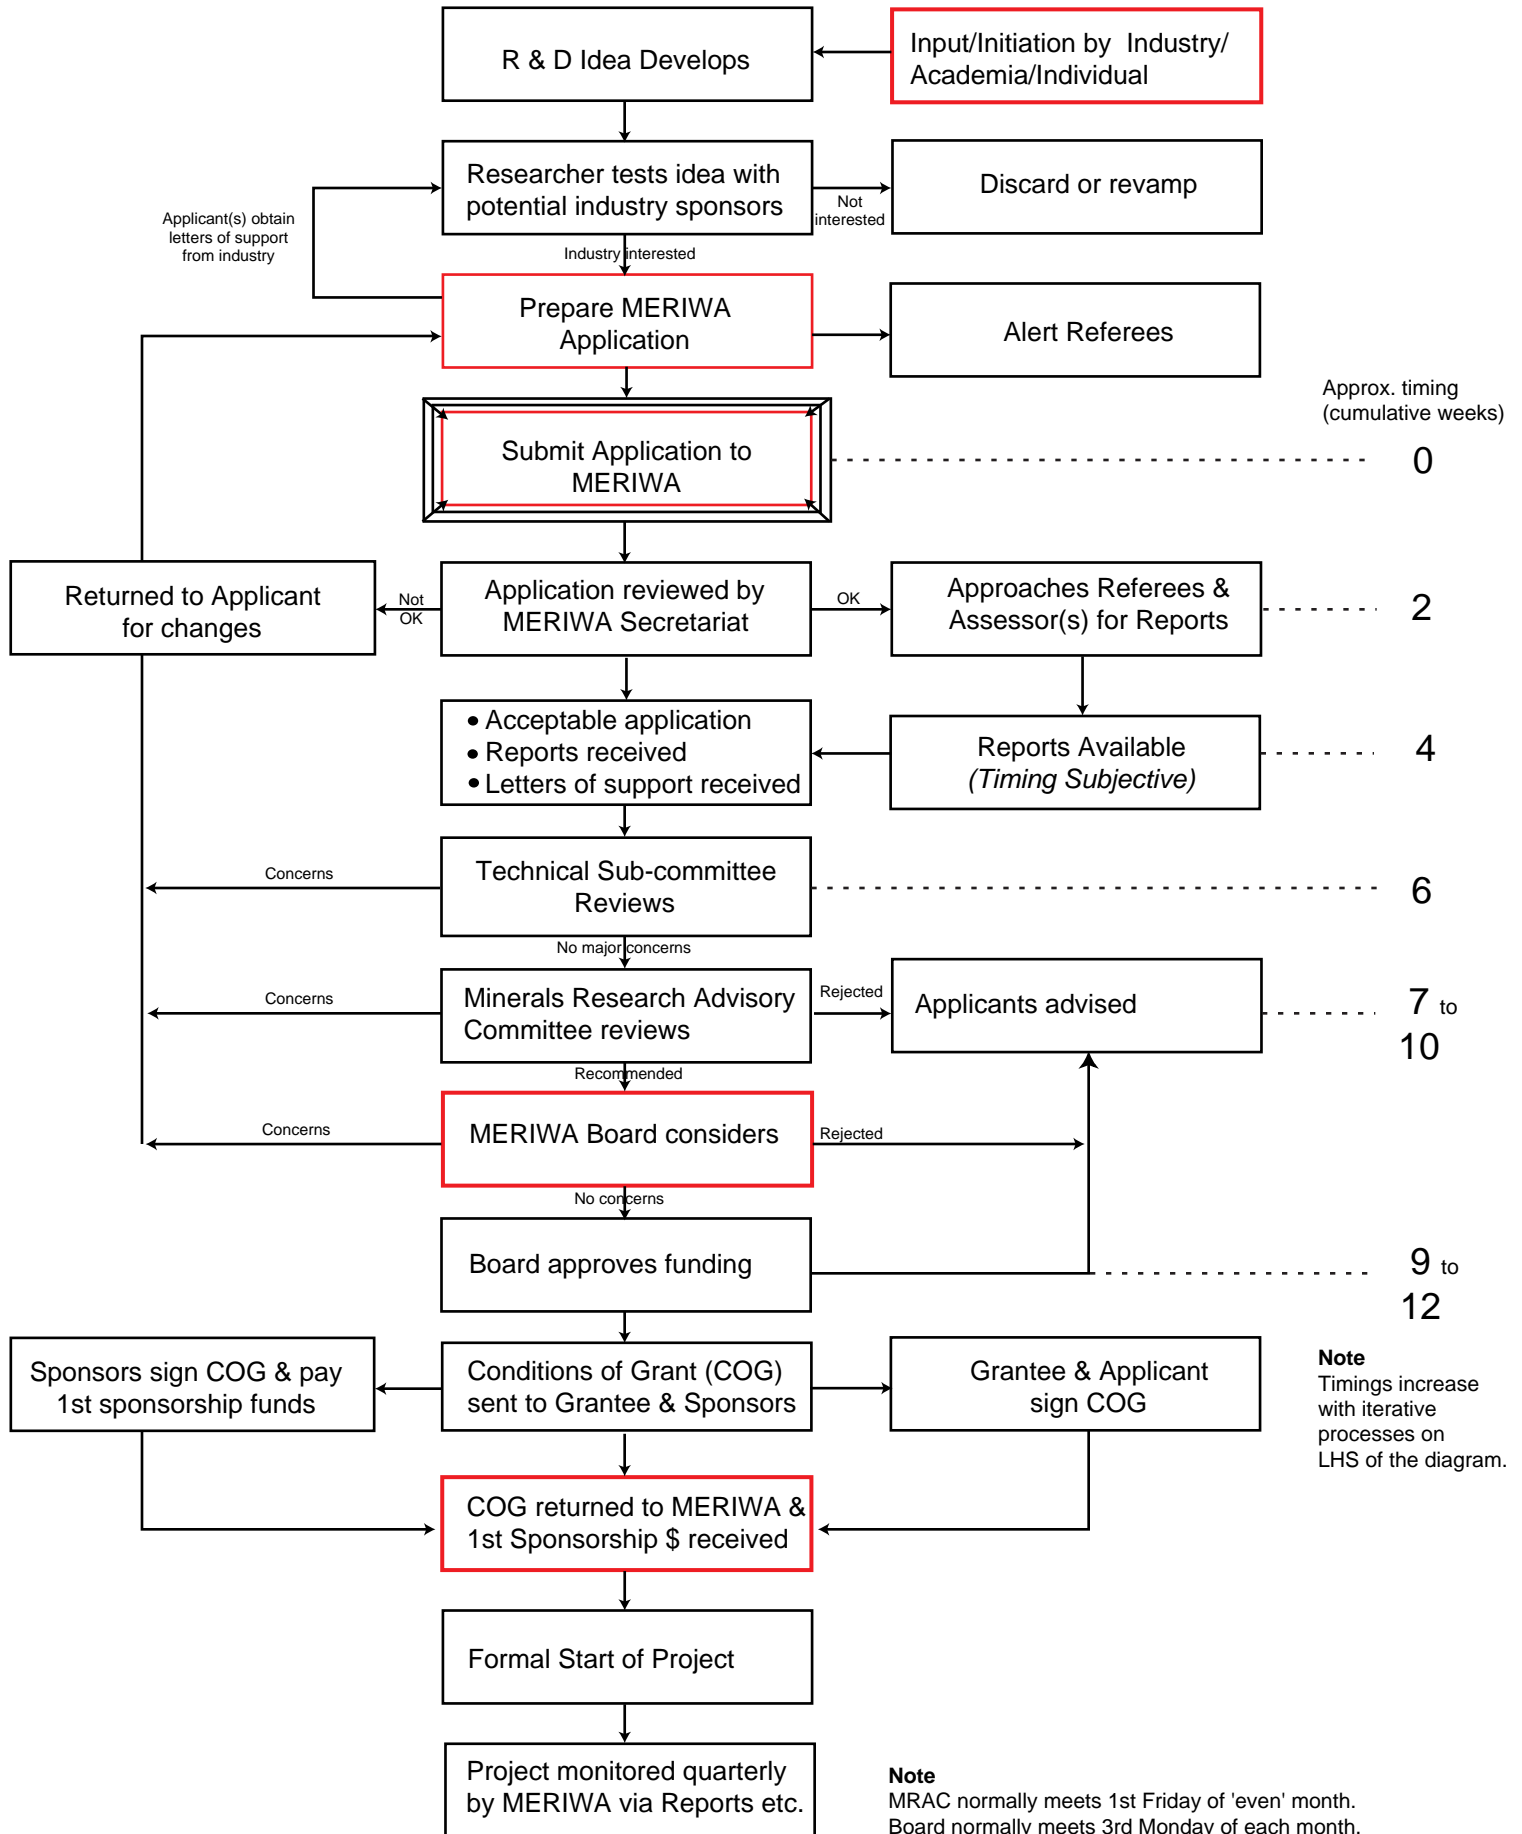 R & D Idea Develops
Input/Initiation by Industry/
Academia/Individual
Researcher tests idea with
potential industry sponsors
Not
interested
Discard or revamp
Applicant(s) obtain
letters of support
from industry
Industry interested
Prepare MERIWA
Application
Alert Referees
Approx. timing
(cumulative weeks)
Submit Application to
MERIWA
0
Returned to Applicant
for changes
Not
OK
Application reviewed by
MERIWA Secretariat
OK
Approaches Referees &
Assessor(s) for Reports
2
• Acceptable application
• Reports received
• Letters of support received
Reports Available
(Timing Subjective)
4
Concerns
Technical Sub-committee
Reviews
6
No major concerns
Concerns
Minerals Research Advisory
Committee reviews
Rejected
Applicants advised
7 to
10
Recommended
Concerns
MERIWA Board considers
Rejected
No concerns
Board approves funding
9 to
12
Sponsors sign COG & pay
1st sponsorship funds
Conditions of Grant (COG)
sent to Grantee & Sponsors
Grantee & Applicant
sign COG
Note
Timings increase
with iterative
processes on
LHS of the diagram.
COG returned to MERIWA &
1st Sponsorship $ received
Formal Start of Project
Project monitored quarterly
by MERIWA via Reports etc.
Note
MRAC normally meets 1st Friday of 'even' month.
Board normally meets 3rd Monday of each month.